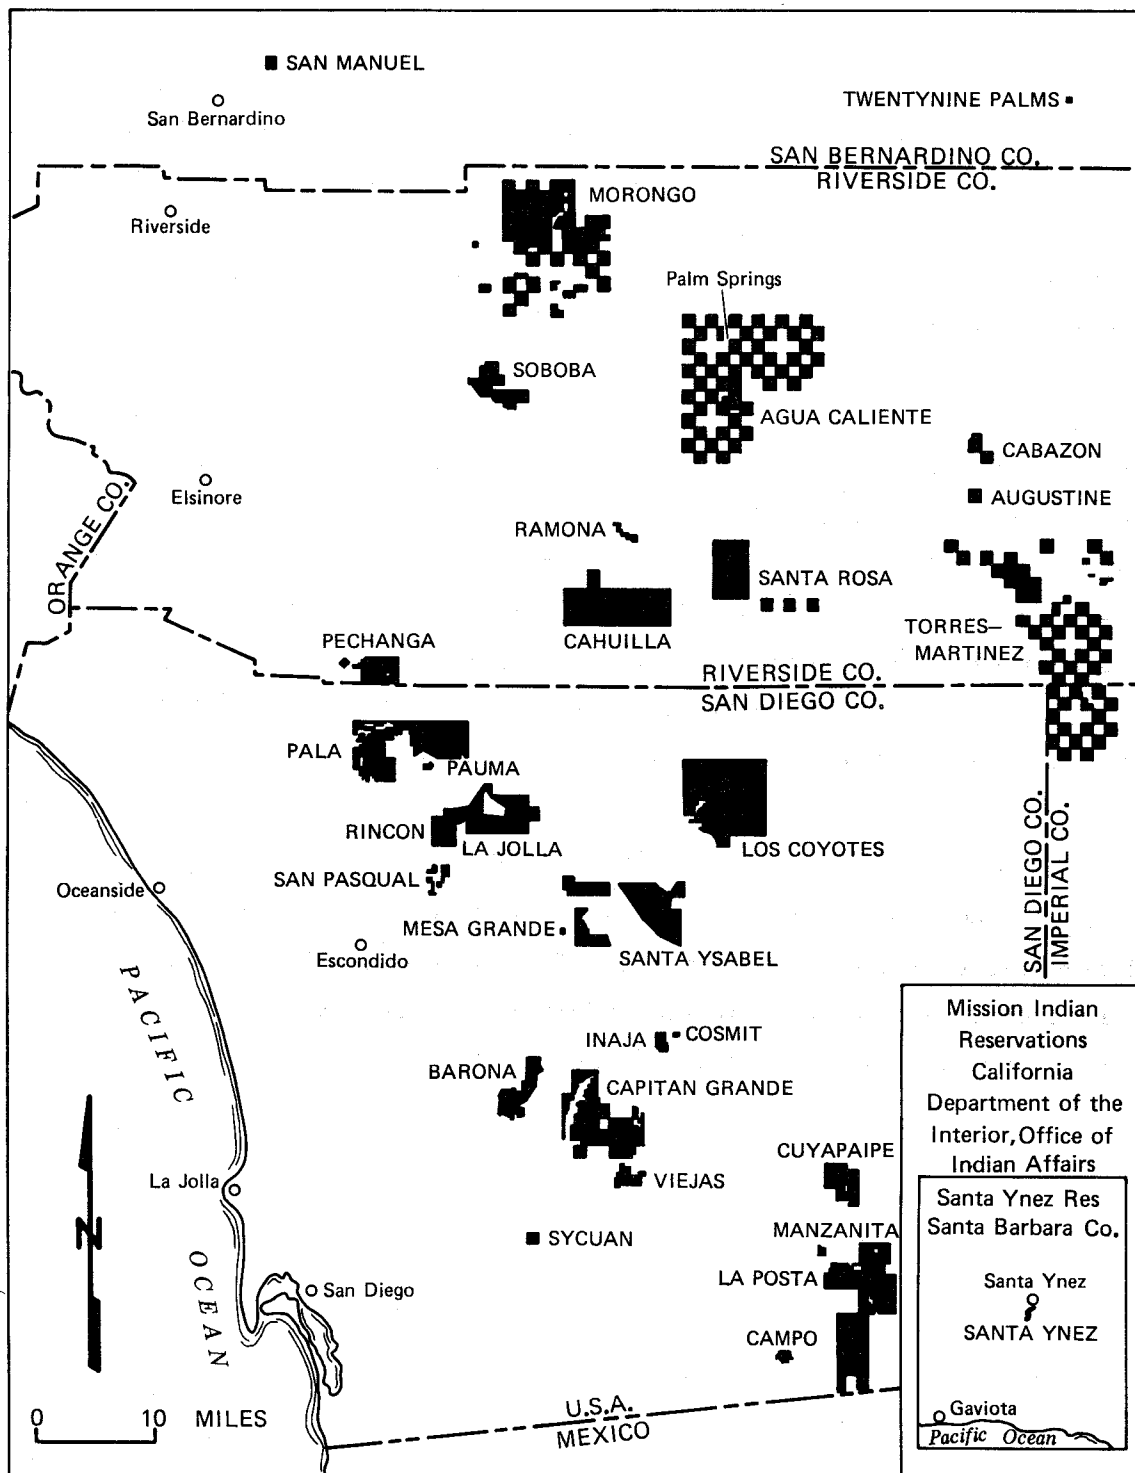 SAN MANUEL
San Bernardino
TWENTYNINE PALMS
SAN BERNARDINO CO.
RIVERSIDE CO.
MORONGO
Riverside
Palm Springs
SOBOBA
AGUA CALIENTE
CABAZON
Elsinore
AUGUSTINE
ORANGE CO.
RAMONA
SANTA ROSA
TORRES–
MARTINEZ
PECHANGA
CAHUILLA
RIVERSIDE CO.
SAN DIEGO CO.
PALA
PAUMA
RINCON
LA JOLLA
LOS COYOTES
SAN DIEGO CO.
IMPERIAL CO.
SAN PASQUAL
Oceanside
MESA GRANDE
Escondido
SANTA YSABEL
PACIFIC
OCEAN
INAJA
COSMIT
BARONA
CAPITAN GRANDE
CUYAPAIPE
VIEJAS
La Jolla
N
SYCUAN
MANZANITA
LA POSTA
San Diego
CAMPO
0 10 MILES
U.S.A.
MEXICO
Mission Indian
Reservations
California
Department of the
Interior, Office of
Indian Affairs
Santa Ynez Res
Santa Barbara Co.
Santa Ynez
SANTA YNEZ
Gaviota
Pacific Ocean